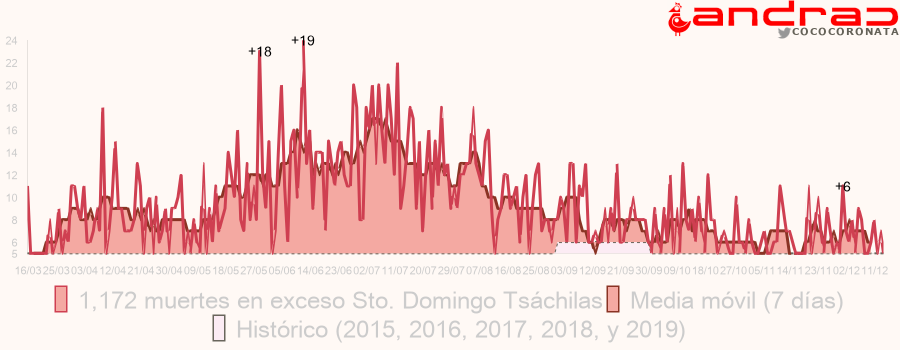 andrac
COCOCORONATA
+18
+19
+6
24
22
20
18
16
14
12
10
8
6
5
16/03 25/03 03/04 12/04 21/04 30/04 09/05 18/05 27/05 05/06 14/06 23/06 02/07 11/07 20/07 29/07 07/08 16/08 25/08 03/09 12/09 21/09 30/09 09/10 18/10 27/10 05/11 14/11 23/11 02/12 11/12
1,172 muertes en exceso Sto. Domingo Tsáchilas Media móvil (7 días)
Histórico (2015, 2016, 2017, 2018, y 2019)